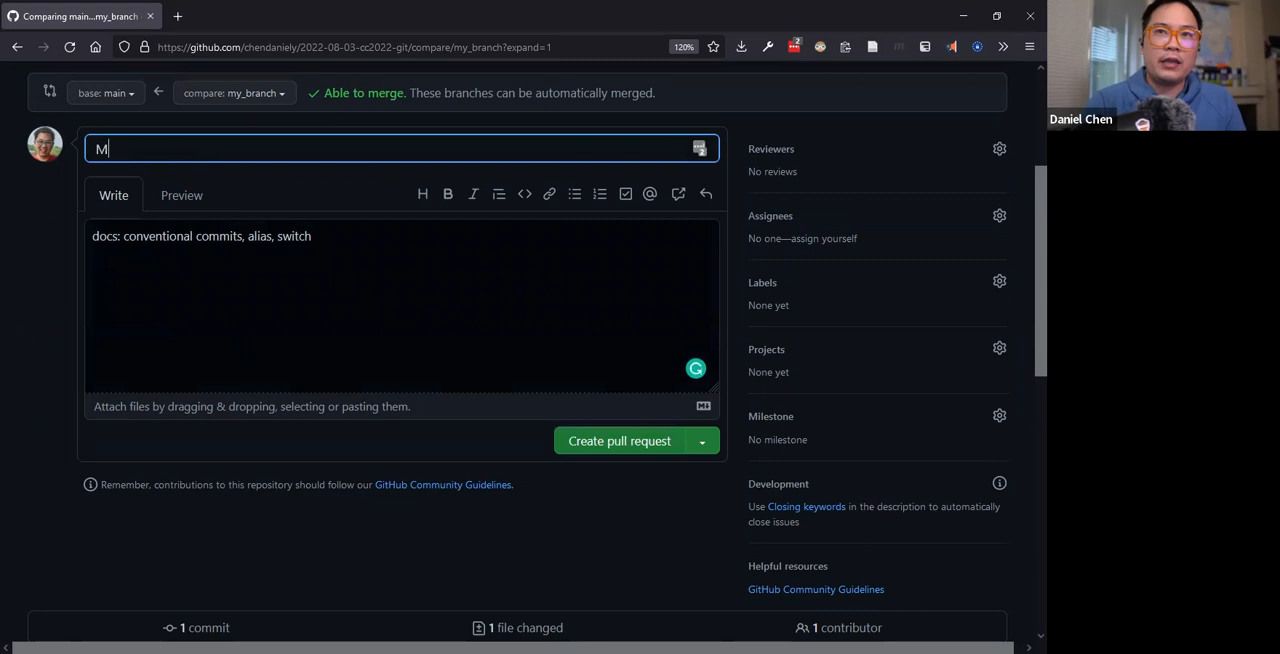 Comparing main...my_branch
https://github.com/chendaniely/2022-08-03-cc2022-git/compare/my_branch?expand=1
120%
2
base: main
compare: my_branch
Able to merge. These branches can be automatically merged.
Daniel Chen
M
2
Write
Preview
docs: conventional commits, alias, switch
Attach files by dragging & dropping, selecting or pasting them.
Create pull request
Remember, contributions to this repository should follow our GitHub Community Guidelines.
Reviewers
No reviews
Assignees
No one—assign yourself
Labels
None yet
Projects
None yet
Milestone
No milestone
Development
Use Closing keywords in the description to automatically
close issues
Helpful resources
GitHub Community Guidelines
1 commit
1 file changed
1 contributor